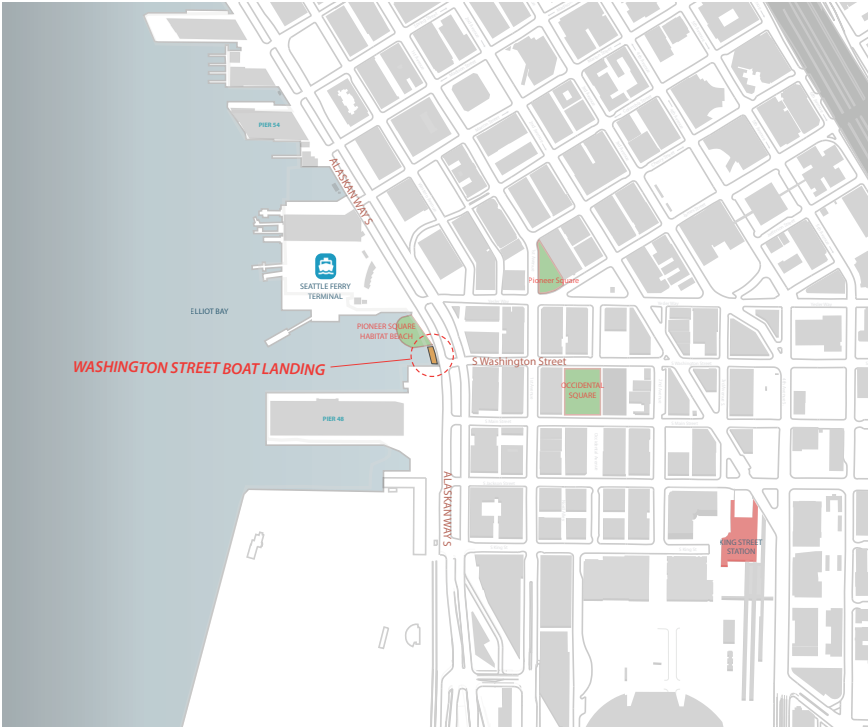 PIER 54
ALASKAN WAY S
Pioneer Square
SEATTLE FERRY
TERMINAL
ELLIOT BAY
PIONEER SQUARE
HABITAT BEACH
S Washington Street
WASHINGTON STREET BOAT LANDING
OCCIDENTAL
SQUARE
PIER 48
ALASKAN WAY S
KING STREET
STATION